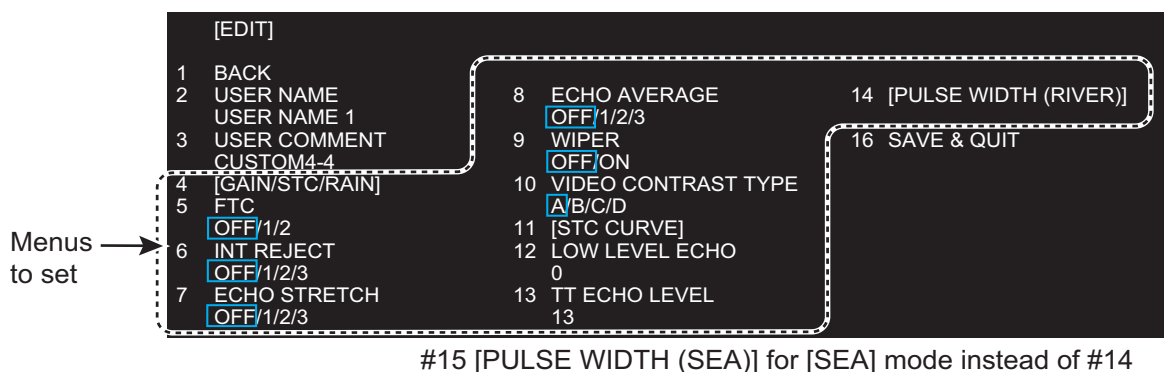 [EDIT]
1 BACK
2 USER NAME
USER NAME 1
3 USER COMMENT
CUSTOM4-4
4 [GAIN/STC/RAIN]
5 FTC
OFF/1/2
6 INT REJECT
OFF/1/2/3
7 ECHO STRETCH
OFF/1/2/3
8 ECHO AVERAGE
OFF/1/2/3
9 WIPER
OFF/ON
10 VIDEO CONTRAST TYPE
A/B/C/D
11 [STC CURVE]
12 LOW LEVEL ECHO
0
13 TT ECHO LEVEL
13
14 [PULSE WIDTH (RIVER)]
16 SAVE & QUIT
Menus
to set
#15 [PULSE WIDTH (SEA)] for [SEA] mode instead of #14